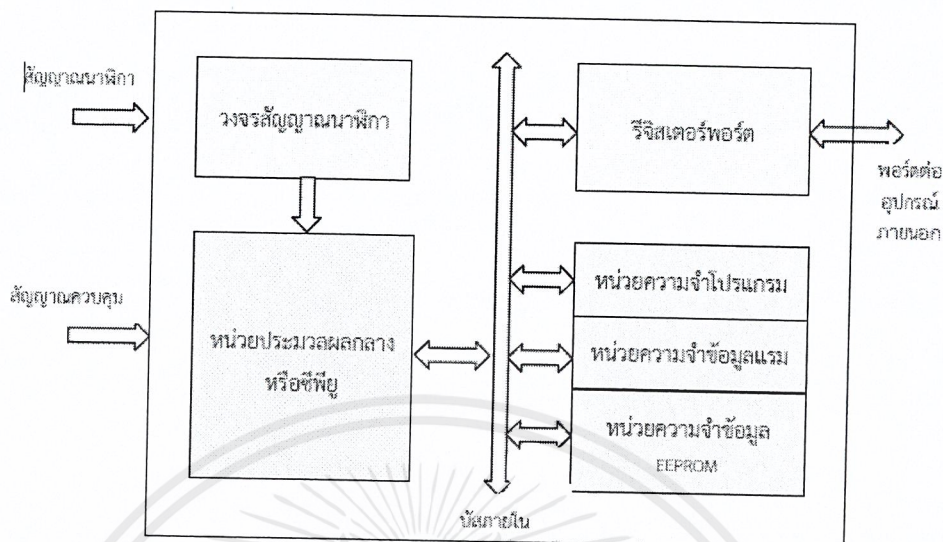 สัญญาณนาฬิกา
วงจรสัญญาณนาฬิกา
รีจิสเตอร์พอร์ต
พอร์ตต่อ
อุปกรณ์
ภายนอก
สัญญาณควบคุม
หน่วยประมวลผลกลาง
หรือซีพียู
หน่วยความจำโปรแกรม
หน่วยความจำข้อมูลแรม
หน่วยความจำข้อมูล
EEPROM
บัสภายใน